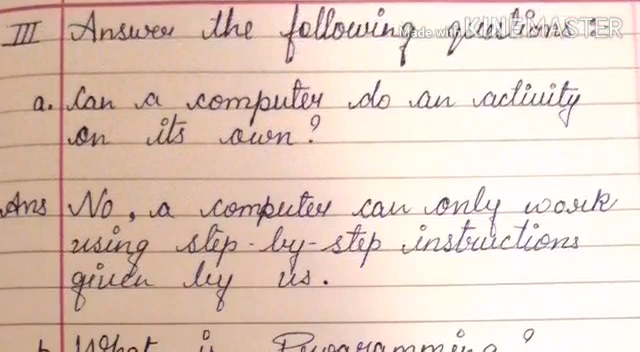 III Answer the following quetions:
Made with KINEMASTER
a. Can a computer do an activity
on its own?
Ans No, a computer can only work
using step-by-step instructions
given by us.
b. What is Programming?